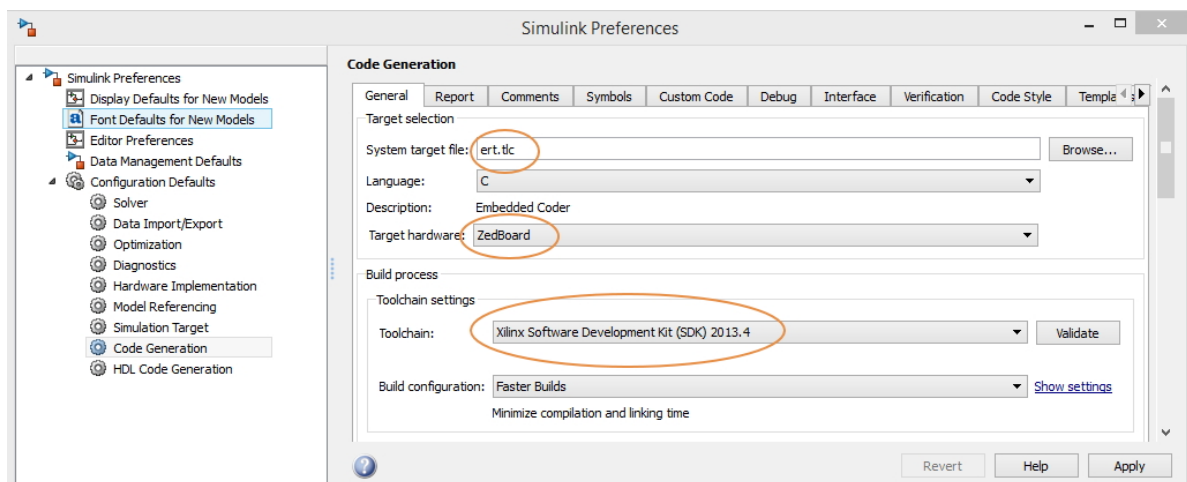 Simulink Preferences
Simulink Preferences
Display Defaults for New Models
Font Defaults for New Models
Editor Preferences
Data Management Defaults
Configuration Defaults
Solver
Data Import/Export
Optimization
Diagnostics
Hardware Implementation
Model Referencing
Simulation Target
Code Generation
HDL Code Generation
Code Generation
General Report Comments Symbols Custom Code Debug Interface Verification Code Style
Target selection
System target file: ert.tlc Browse...
Language: C
Description: Embedded Coder
Target hardware: ZedBoard
Build process
Toolchain settings
Toolchain: Xilinx Software Development Kit (SDK) 2013.4 Validate
Build configuration: Faster Builds Show settings
Minimize compilation and linking time
Revert Help Apply